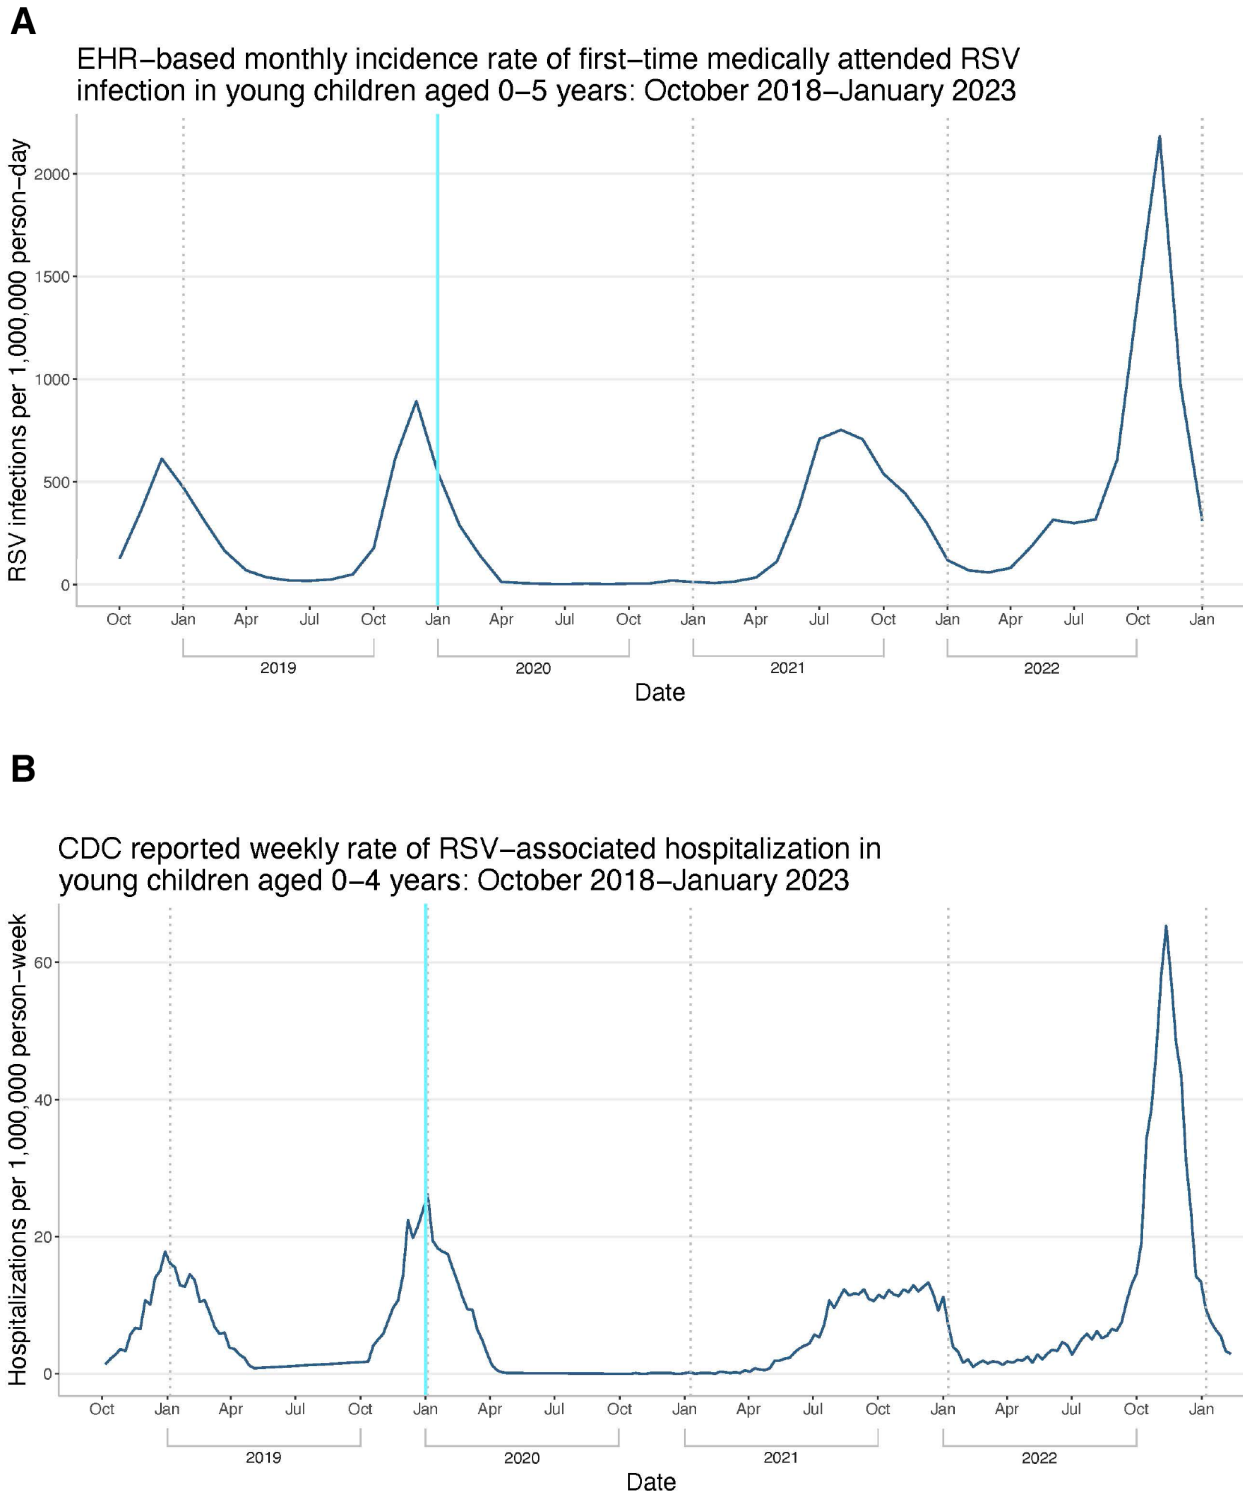 A
EHR−based monthly incidence rate of first−time medically attended RSV
infection in young children aged 0−5 years: October 2018−January 2023
RSV infections per 1,000,000 person−day
2000
1500
1000
500
0
Oct Jan Apr Jul Oct Jan Apr Jul Oct Jan Apr Jul Oct Jan Apr Jul Oct Jan
2019 2020 2021 2022
Date
B
CDC reported weekly rate of RSV−associated hospitalization in
young children aged 0−4 years: October 2018−January 2023
Hospitalizations per 1,000,000 person−week
60
40
20
0
Oct Jan Apr Jul Oct Jan Apr Jul Oct Jan Apr Jul Oct Jan Apr Jul Oct Jan
2019 2020 2021 2022
Date